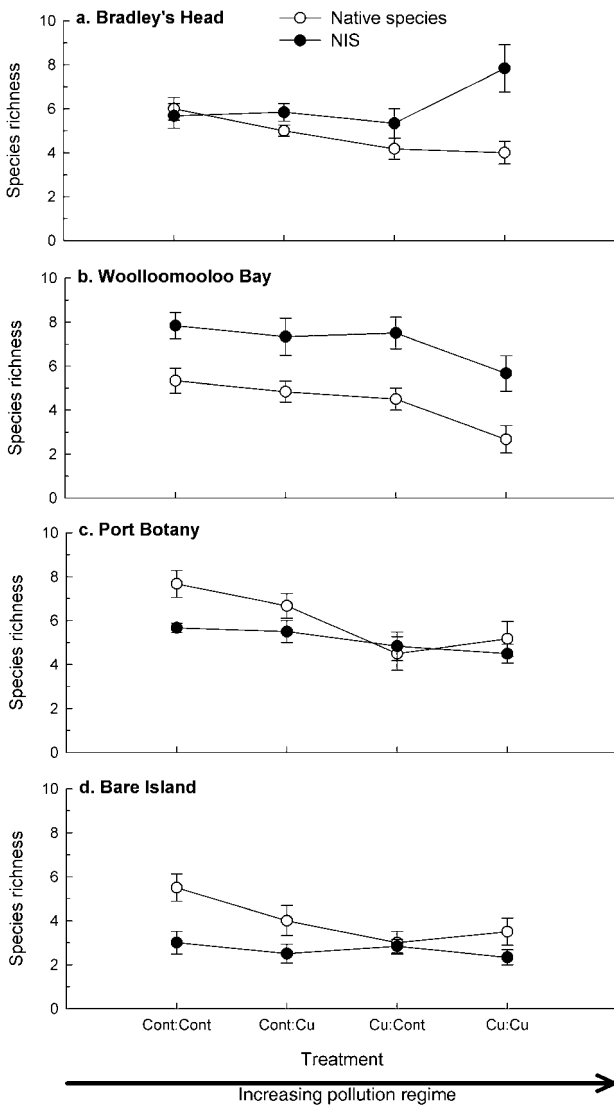 a. Bradley's Head
Native species
NIS
10
8
6
4
2
0
Species richness
b. Woolloomooloo Bay
10
8
6
4
2
0
Species richness
c. Port Botany
10
8
6
4
2
0
Species richness
d. Bare Island
10
8
6
4
2
0
Species richness
Cont:Cont Cont:Cu Cu:Cont Cu:Cu
Treatment
Increasing pollution regime